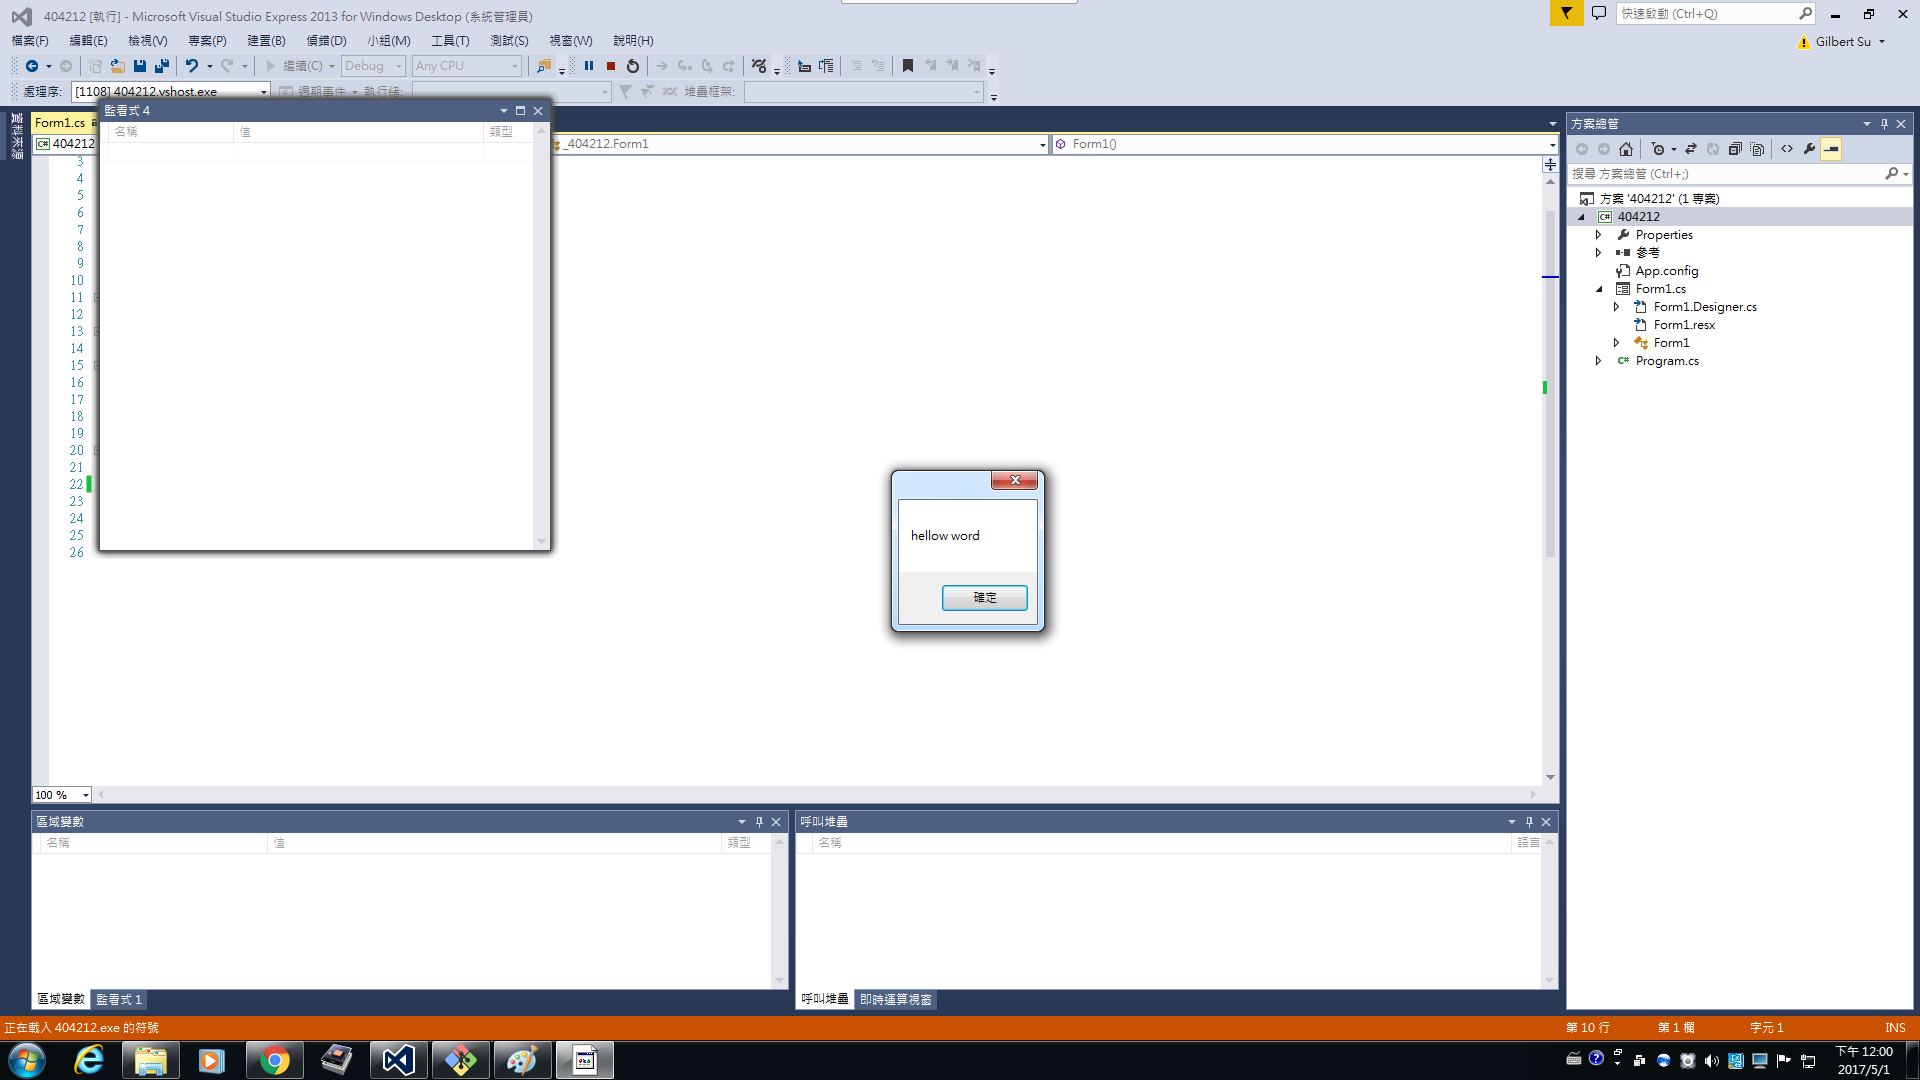 404212 [執行] - Microsoft Visual Studio Express 2013 for Windows Desktop (系統管理員)
快速啟動 (Ctrl+Q)
檔案(F) 編輯(E) 檢視(V) 專案(P) 建置(B) 偵錯(D) 小組(M) 工具(T) 測試(S) 視窗(W) 說明(H)
Gilbert Su
繼續(C) Debug Any CPU
處理序: [1108] 404212.vshost.exe 週期事件 執行緒: 堆疊框架:
資料來源
Form1.cs
監看式 4
名稱 值 類型
404212
_404212.Form1
Form1()
3
4
5
6
7
8
9
10
11
12
13
14
15
16
17
18
19
20
21
22
23
24
25
26
hellow word
確定
100 %
方案總管
搜尋 方案總管 (Ctrl+;)
方案 '404212' (1 專案)
404212
Properties
參考
App.config
Form1.cs
Form1.Designer.cs
Form1.resx
Form1
Program.cs
區域變數
名稱 值 類型
區域變數 監看式 1
呼叫堆疊
名稱 語言
呼叫堆疊 即時運算視窗
正在載入 404212.exe 的符號
第 10 行 第 1 欄 字元 1 INS
下午 12:00
2017/5/1